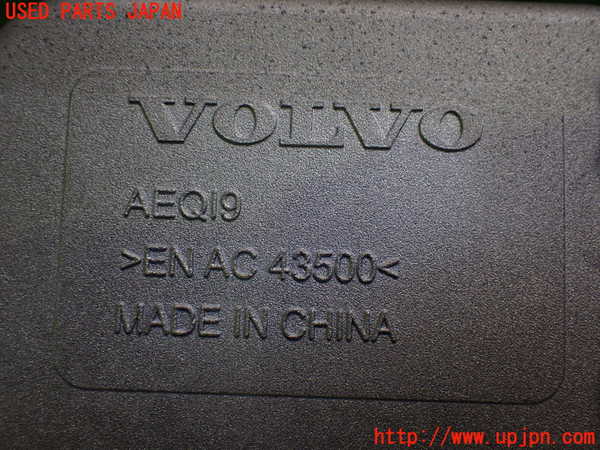 USED PARTS JAPAN
VOLVO
AEQI9
>EN AC 43500<
MADE IN CHINA
http://www.upjpn.com/